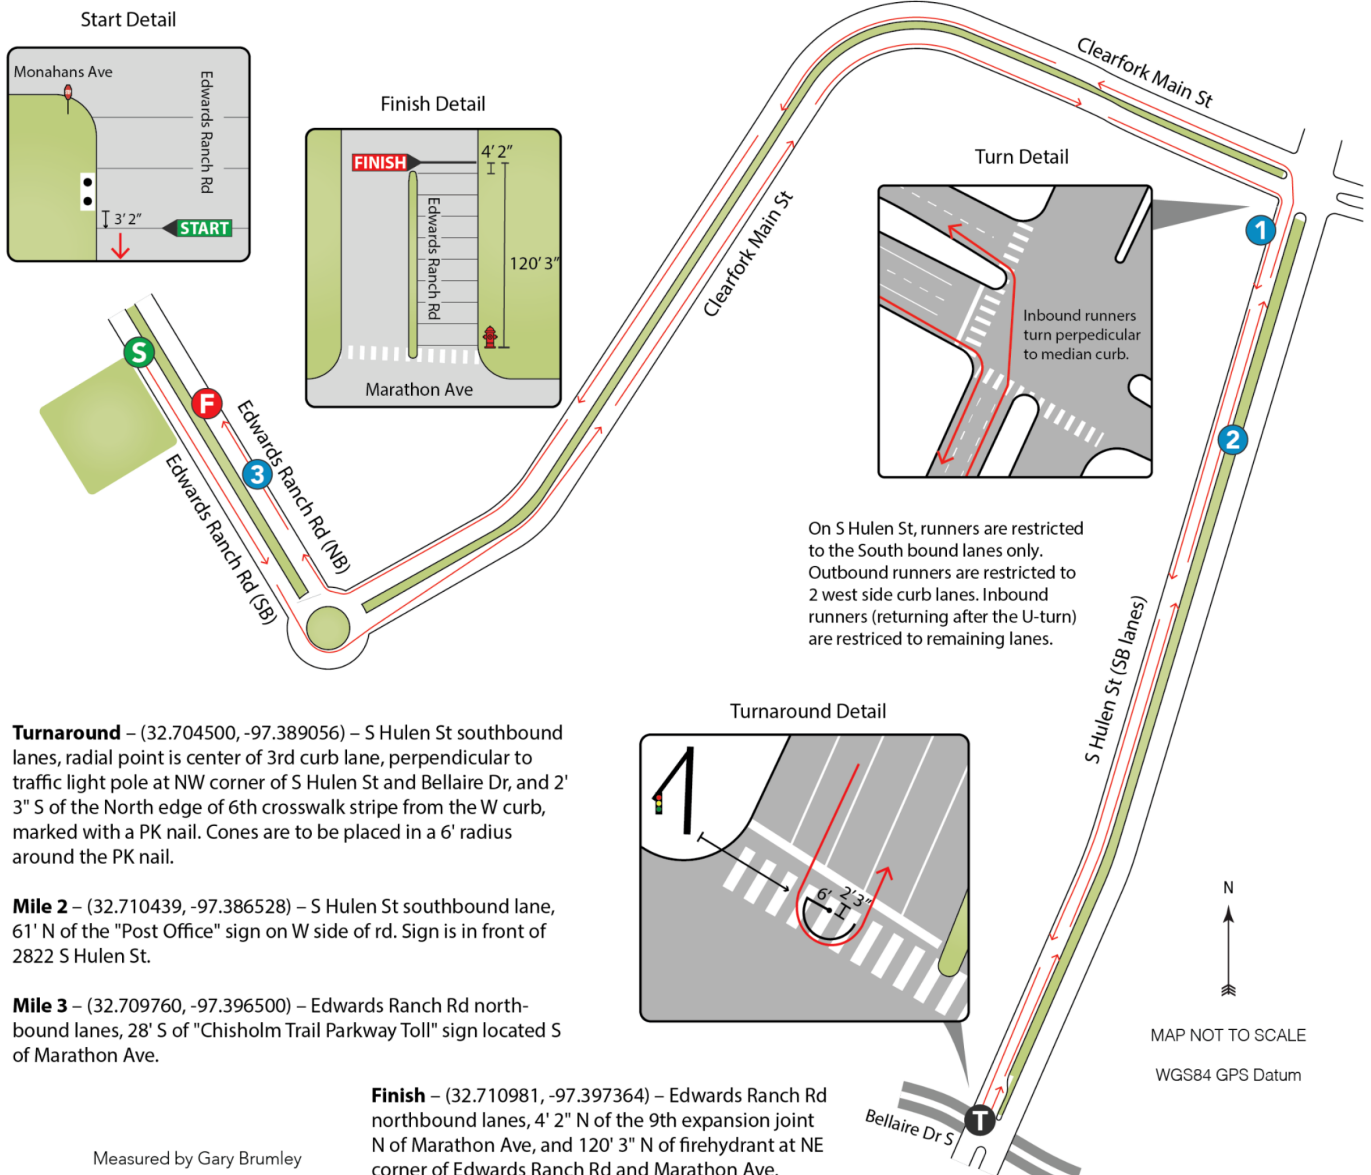 Start Detail
Monahans Ave
Edwards Ranch Rd
3' 2"
START
Finish Detail
FINISH
4' 2"
Edwards Ranch Rd
120' 3"
Marathon Ave
Clearfork Main St
Clearfork Main St
Turn Detail
Inbound runners
turn perpedicular
to median curb.
1
2
S
F
3
Edwards Ranch Rd (NB)
Edwards Ranch Rd (SB)
On S Hulen St, runners are restricted
to the South bound lanes only.
Outbound runners are restricted to
2 west side curb lanes. Inbound
runners (returning after the U-turn)
are restriced to remaining lanes.
S Hulen St (SB lanes)
Turnaround Detail
6'
2'3"
Turnaround – (32.704500, -97.389056) – S Hulen St southbound
lanes, radial point is center of 3rd curb lane, perpendicular to
traffic light pole at NW corner of S Hulen St and Bellaire Dr, and 2'
3" S of the North edge of 6th crosswalk stripe from the W curb,
marked with a PK nail. Cones are to be placed in a 6' radius
around the PK nail.
Mile 2 – (32.710439, -97.386528) – S Hulen St southbound lane,
61' N of the "Post Office" sign on W side of rd. Sign is in front of
2822 S Hulen St.
Mile 3 – (32.709760, -97.396500) – Edwards Ranch Rd north-
bound lanes, 28' S of "Chisholm Trail Parkway Toll" sign located S
of Marathon Ave.
Finish – (32.710981, -97.397364) – Edwards Ranch Rd
northbound lanes, 4' 2" N of the 9th expansion joint
N of Marathon Ave, and 120' 3" N of firehydrant at NE
corner of Edwards Ranch Rd and Marathon Ave.
Measured by Gary Brumley
Bellaire Dr S
T
N
MAP NOT TO SCALE
WGS84 GPS Datum